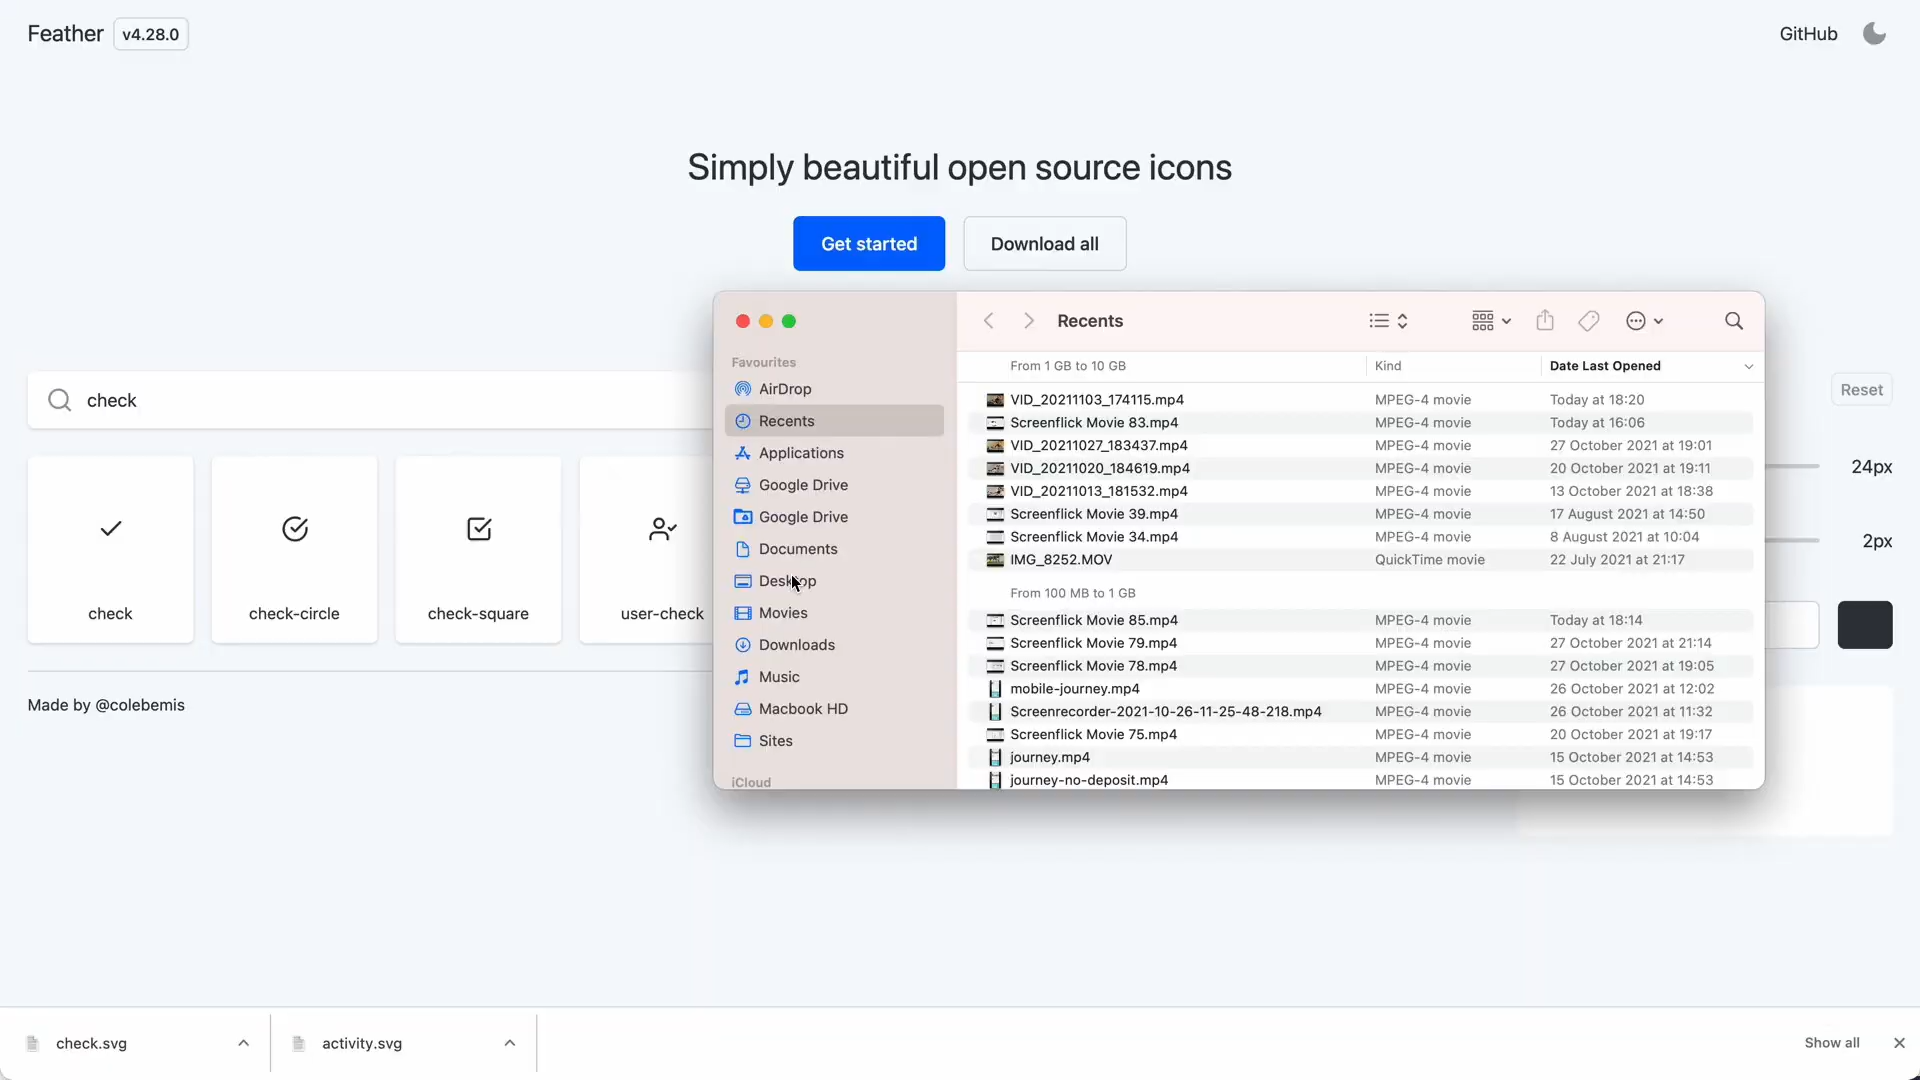 Feather v4.28.0
GitHub
Simply beautiful open source icons
Get started
Download all
check
Reset
24px
2px
check
check-circle
check-square
user-check
Made by @colebemis
Favourites
AirDrop
Recents
Applications
Google Drive
Google Drive
Documents
Desktop
Movies
Downloads
Music
Macbook HD
Sites
iCloud
Recents
From 1 GB to 10 GB Kind Date Last Opened
VID_20211103_174115.mp4 MPEG-4 movie Today at 18:20
Screenflick Movie 83.mp4 MPEG-4 movie Today at 16:06
VID_20211027_183437.mp4 MPEG-4 movie 27 October 2021 at 19:01
VID_20211020_184619.mp4 MPEG-4 movie 20 October 2021 at 19:11
VID_20211013_181532.mp4 MPEG-4 movie 13 October 2021 at 18:38
Screenflick Movie 39.mp4 MPEG-4 movie 17 August 2021 at 14:50
Screenflick Movie 34.mp4 MPEG-4 movie 8 August 2021 at 10:04
IMG_8252.MOV QuickTime movie 22 July 2021 at 21:17
From 100 MB to 1 GB
Screenflick Movie 85.mp4 MPEG-4 movie Today at 18:14
Screenflick Movie 79.mp4 MPEG-4 movie 27 October 2021 at 21:14
Screenflick Movie 78.mp4 MPEG-4 movie 27 October 2021 at 19:05
mobile-journey.mp4 MPEG-4 movie 26 October 2021 at 12:02
Screenrecorder-2021-10-26-11-25-48-218.mp4 MPEG-4 movie 26 October 2021 at 11:32
Screenflick Movie 75.mp4 MPEG-4 movie 20 October 2021 at 19:17
journey.mp4 MPEG-4 movie 15 October 2021 at 14:53
journey-no-deposit.mp4 MPEG-4 movie 15 October 2021 at 14:53
check.svg
activity.svg
Show all